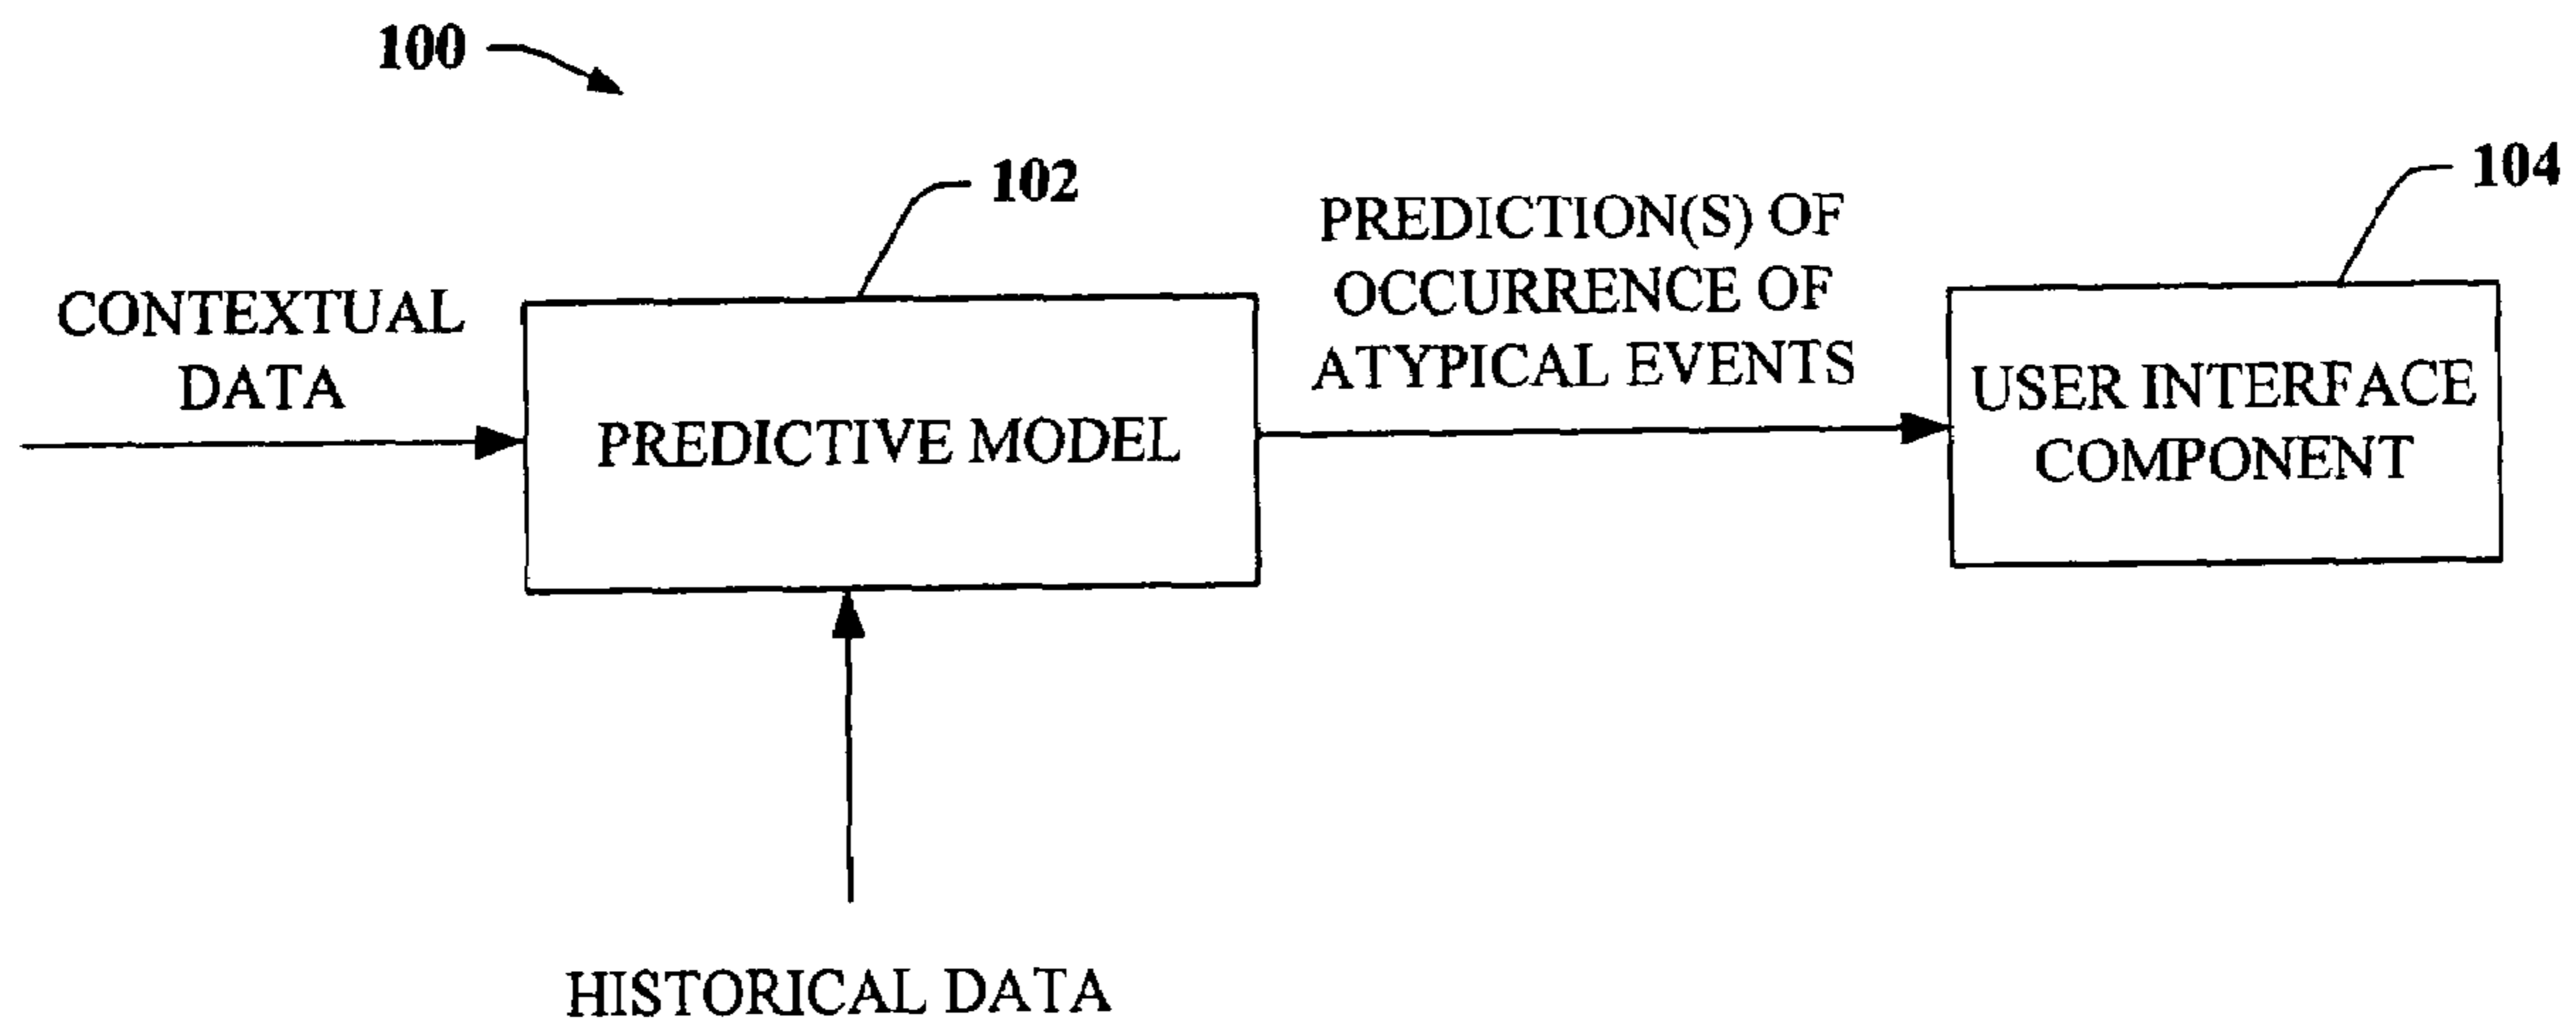 100
102
104
CONTEXTUAL
DATA
PREDICTIVE MODEL
PREDICTION(S) OF
OCCURRENCE OF
ATYPICAL EVENTS
USER INTERFACE
COMPONENT
HISTORICAL DATA